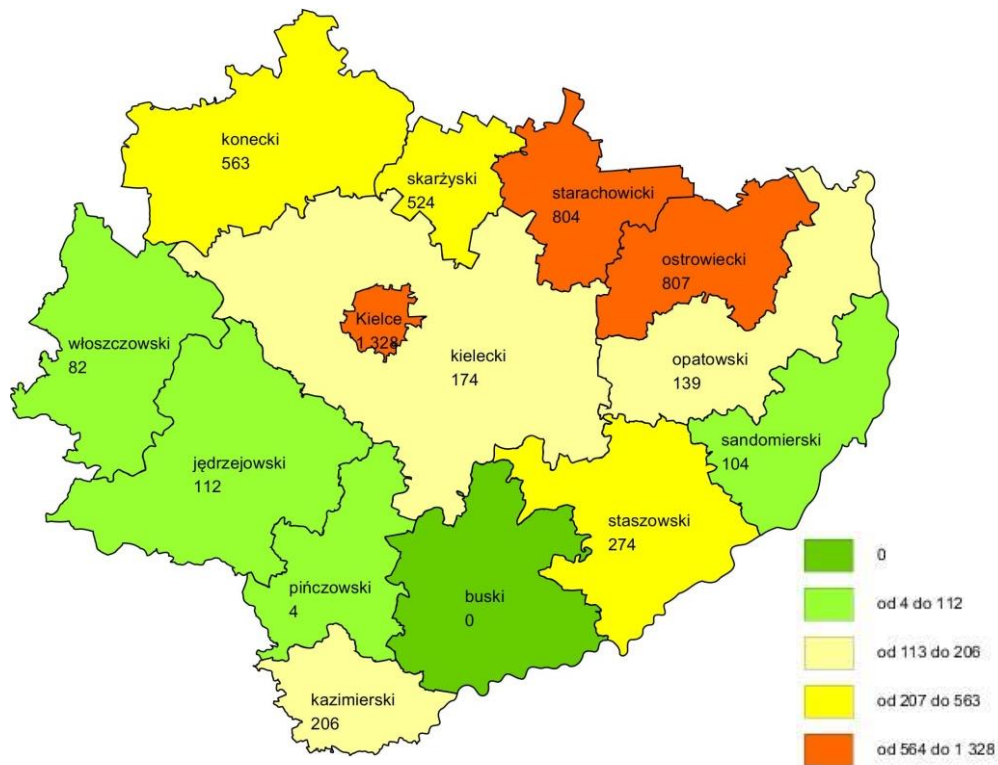 konecki
563
skarżyski
524
starachowicki
804
ostrowiecki
807
Kielce
1 328
włoszczowski
82
kielecki
174
opatowski
139
sandomierski
104
jędrzejowski
112
staszowski
274
pińczowski
4
buski
0
kazimierski
206
0
od 4 do 112
od 113 do 206
od 207 do 563
od 564 do 1 328